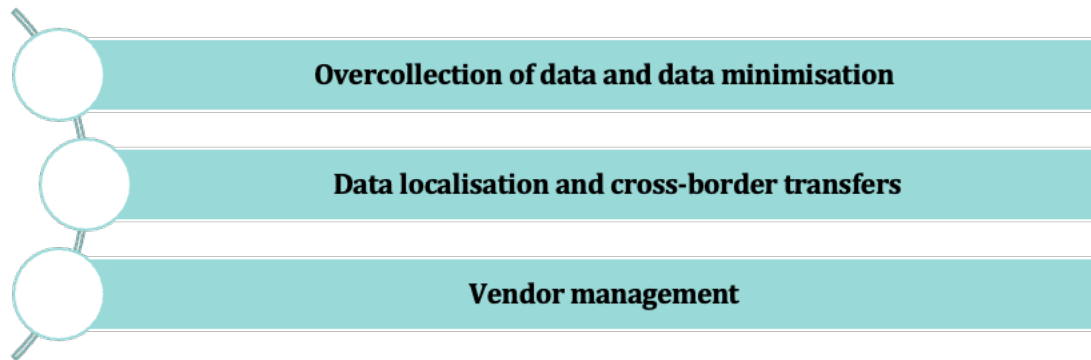 Overcollection of data and data minimisation
Data localisation and cross-border transfers
Vendor management